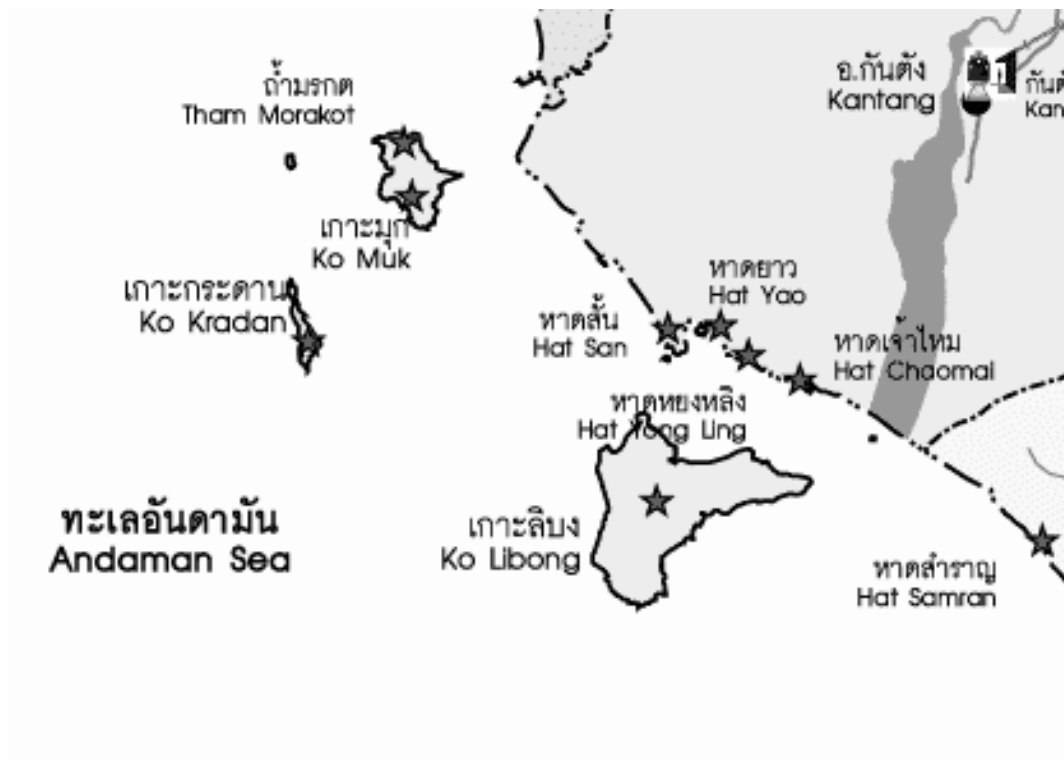 ถ้ำมรกต
Tham Morakot
อ.กันตัง
Kantang
เกาะมุก
Ko Muk
เกาะกระดาน
Ko Kradan
หาดยาว
Hat Yao
หาดสั้น
Hat San
หาดเจ้าไหม
Hat Chaomai
หาดหยงหลิง
Hat Yong Ling
ทะเลอันดามัน
Andaman Sea
เกาะลิบง
Ko Libong
หาดสำราญ
Hat Samran